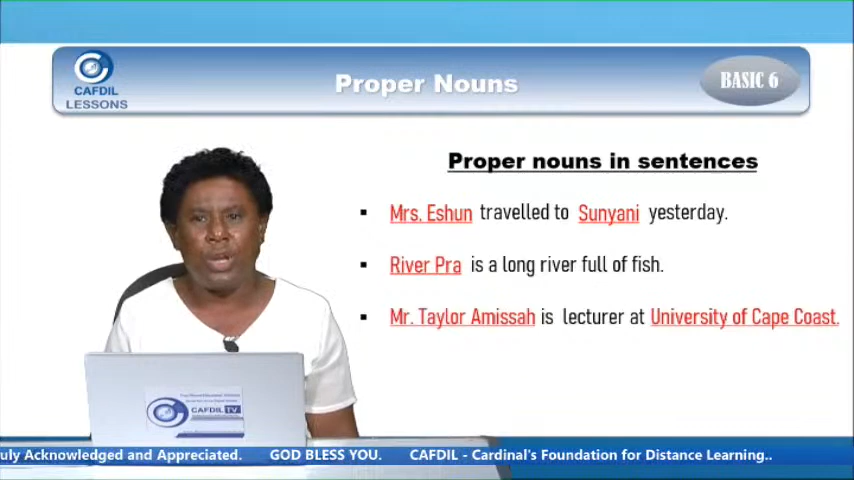 Proper Nouns
BASIC 6
CAFDIL
LESSONS
Proper nouns in sentences
▪ Mrs. Eshun travelled to Sunyani yesterday.
▪ River Pra is a long river full of fish.
▪ Mr. Taylor Amissah is lecturer at University of Cape Coast.
CAFDIL TV
uly Acknowledged and Appreciated. GOD BLESS YOU. CAFDIL - Cardinal's Foundation for Distance Learning..